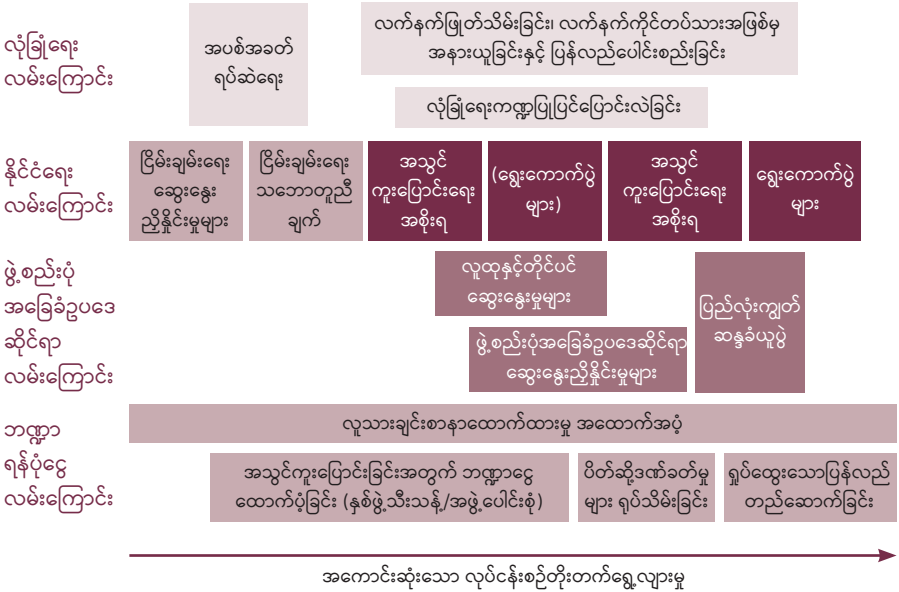 လုံခြုံရေး
လမ်းကြောင်း
အပစ်အခတ်
ရပ်ဆဲရေး
လက်နက်ဖြုတ်သိမ်းခြင်း၊ လက်နက်ကိုင်တပ်သားအဖြစ်မှ
အနားယူခြင်းနှင့် ပြန်လည်ပေါင်းစည်းခြင်း
လုံခြုံရေးကဏ္ဍပြုပြင်ပြောင်းလဲခြင်း
နိုင်ငံရေး
လမ်းကြောင်း
ငြိမ်းချမ်းရေး
ဆွေးနွေး
ညှိနှိုင်းမှုများ
ငြိမ်းချမ်းရေး
သဘောတူညီ
ချက်
အသွင်
ကူးပြောင်းရေး
အစိုးရ
(ရွေးကောက်ပွဲ
များ)
အသွင်
ကူးပြောင်းရေး
အစိုးရ
ရွေးကောက်ပွဲ
များ
ဖွဲ့စည်းပုံ
အခြေခံဥပဒေ
ဆိုင်ရာ
လမ်းကြောင်း
လူထုနှင့်တိုင်ပင်
ဆွေးနွေးမှုများ
ဖွဲ့စည်းပုံအခြေခံဥပဒေဆိုင်ရာ
ဆွေးနွေးညှိနှိုင်းမှုများ
ပြည်လုံးကျွတ်
ဆန္ဒခံယူပွဲ
ဘဏ္ဍာ
ရန်ပုံငွေ
လမ်းကြောင်း
လူသားချင်းစာနာထောက်ထားမှု အထောက်အပံ့
အသွင်ကူးပြောင်းခြင်းအတွက် ဘဏ္ဍာငွေ
ထောက်ပံ့ခြင်း (နှစ်ဖွဲ့သီးသန့်/အဖွဲ့ပေါင်းစုံ)
ပိတ်ဆို့ဒဏ်ခတ်မှု
များ ရုပ်သိမ်းခြင်း
ရှုပ်ထွေးသောပြန်လည်
တည်ဆောက်ခြင်း
အကောင်းဆုံးသော လုပ်ငန်းစဉ်တိုးတက်ရွေ့လျားမှု